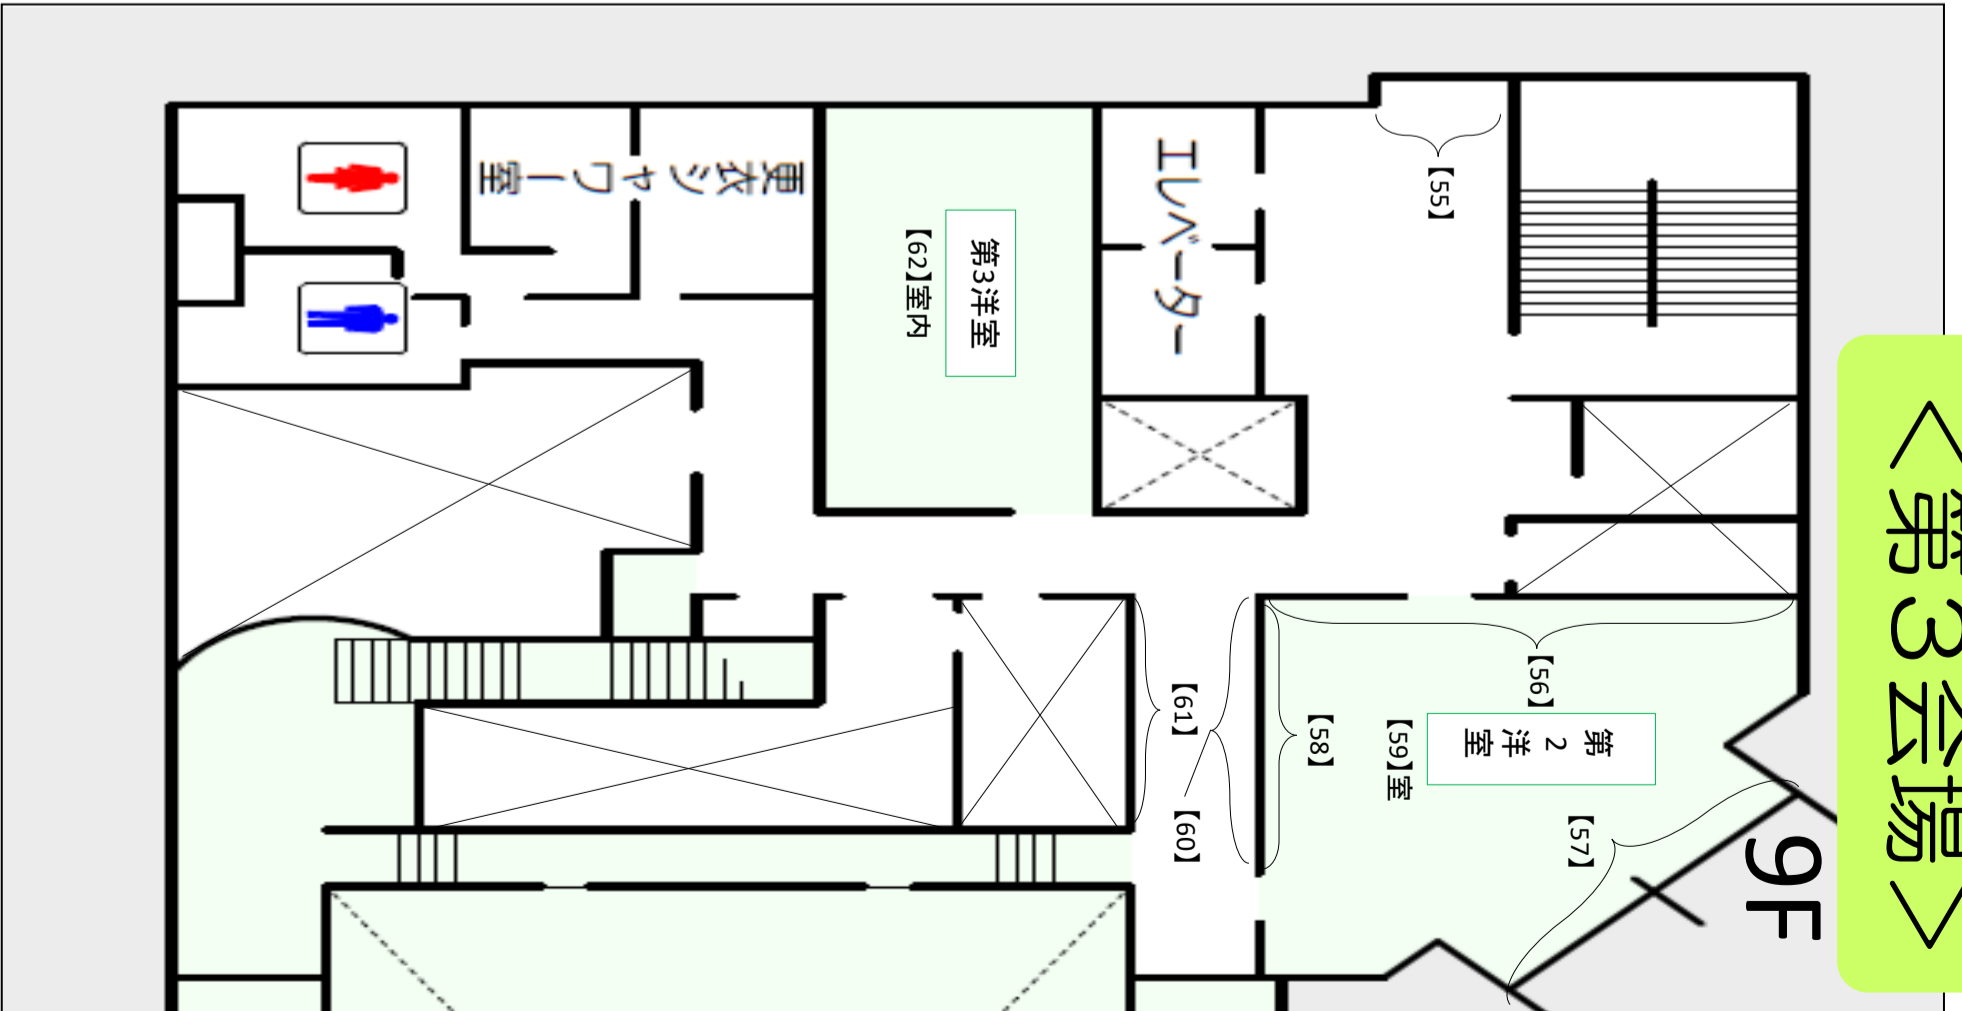 <第3会場>
9F
更衣シャワー室
エレベーター
第3洋室
【62】室内
【55】
【56】
第2洋室
【59】室
【58】
【57】
【61】
【60】